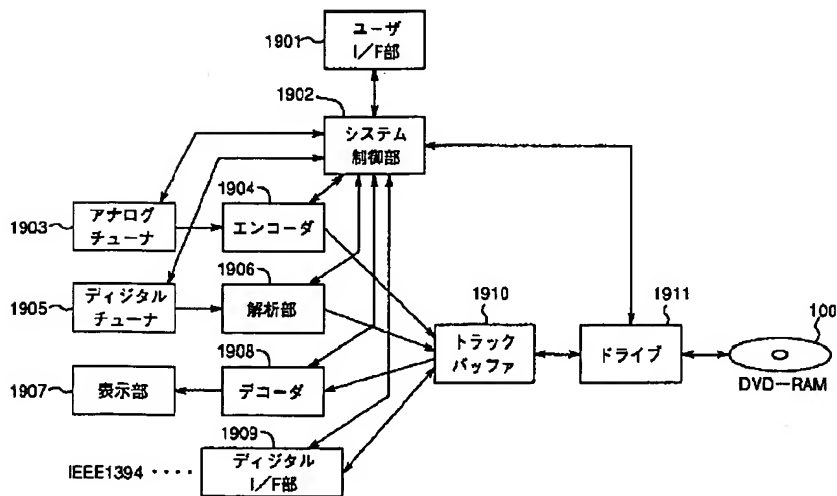 1901
ユーザ
I/F部
1902
システム
制御部
1903
アナログ
チューナ
1904
エンコーダ
1905
ディジタル
チューナ
1906
解析部
1910
トラック
バッファ
1911
ドライブ
100
DVD-RAM
1907
表示部
1908
デコーダ
1909
IEEE1394 ····
ディジタル
I/F部